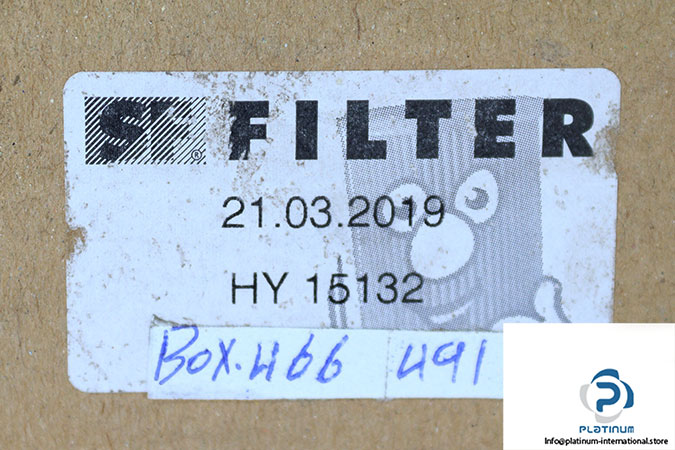 SF® FILTER
21.03.2019
HY 15132
Box.466 491
PLATINUM
Info@platinum-international.store